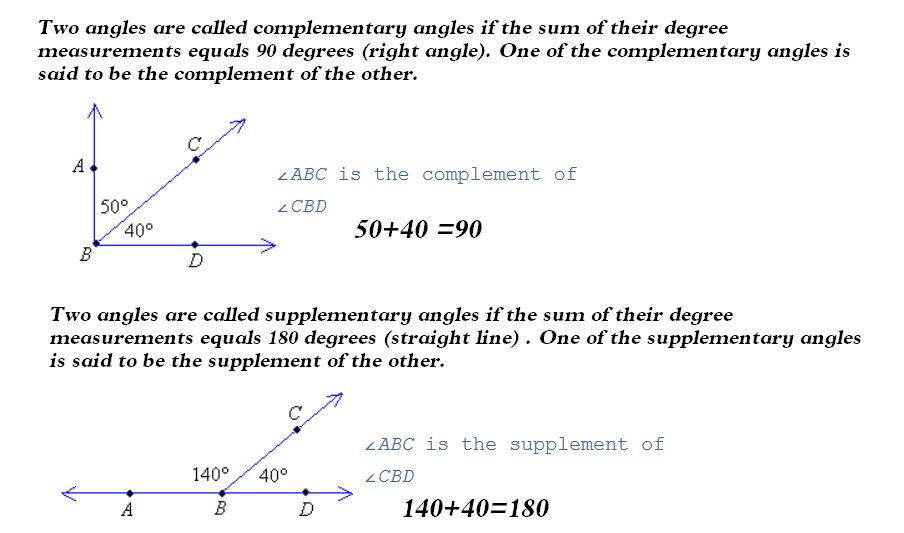 Two angles are called complementary angles if the sum of their degree
measurements equals 90 degrees (right angle). One of the complementary angles is
said to be the complement of the other.
A
C
50°
40°
B
D
∠ABC is the complement of
∠CBD
50+40 =90
Two angles are called supplementary angles if the sum of their degree
measurements equals 180 degrees (straight line) . One of the supplementary angles
is said to be the supplement of the other.
C
140°
40°
A
B
D
∠ABC is the supplement of
∠CBD
140+40=180